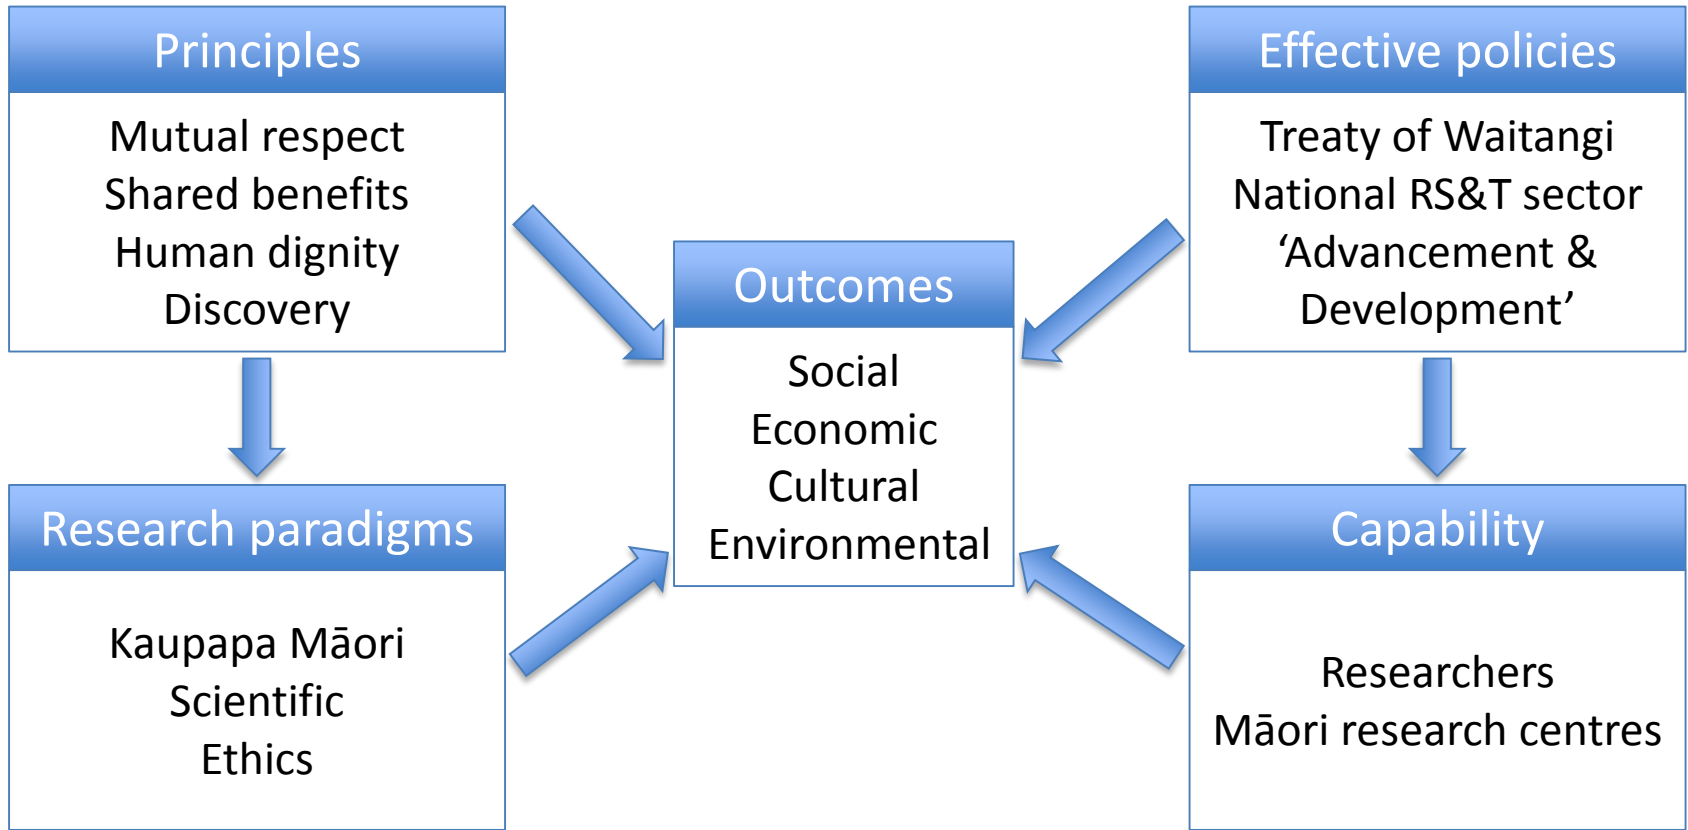 Principles
Mutual respect
Shared benefits
Human dignity
Discovery
Effective policies
Treaty of Waitangi
National RS&T sector
‘Advancement &
Development’
Outcomes
Social
Economic
Cultural
Environmental
Research paradigms
Kaupapa Māori
Scientific
Ethics
Capability
Researchers
Māori research centres